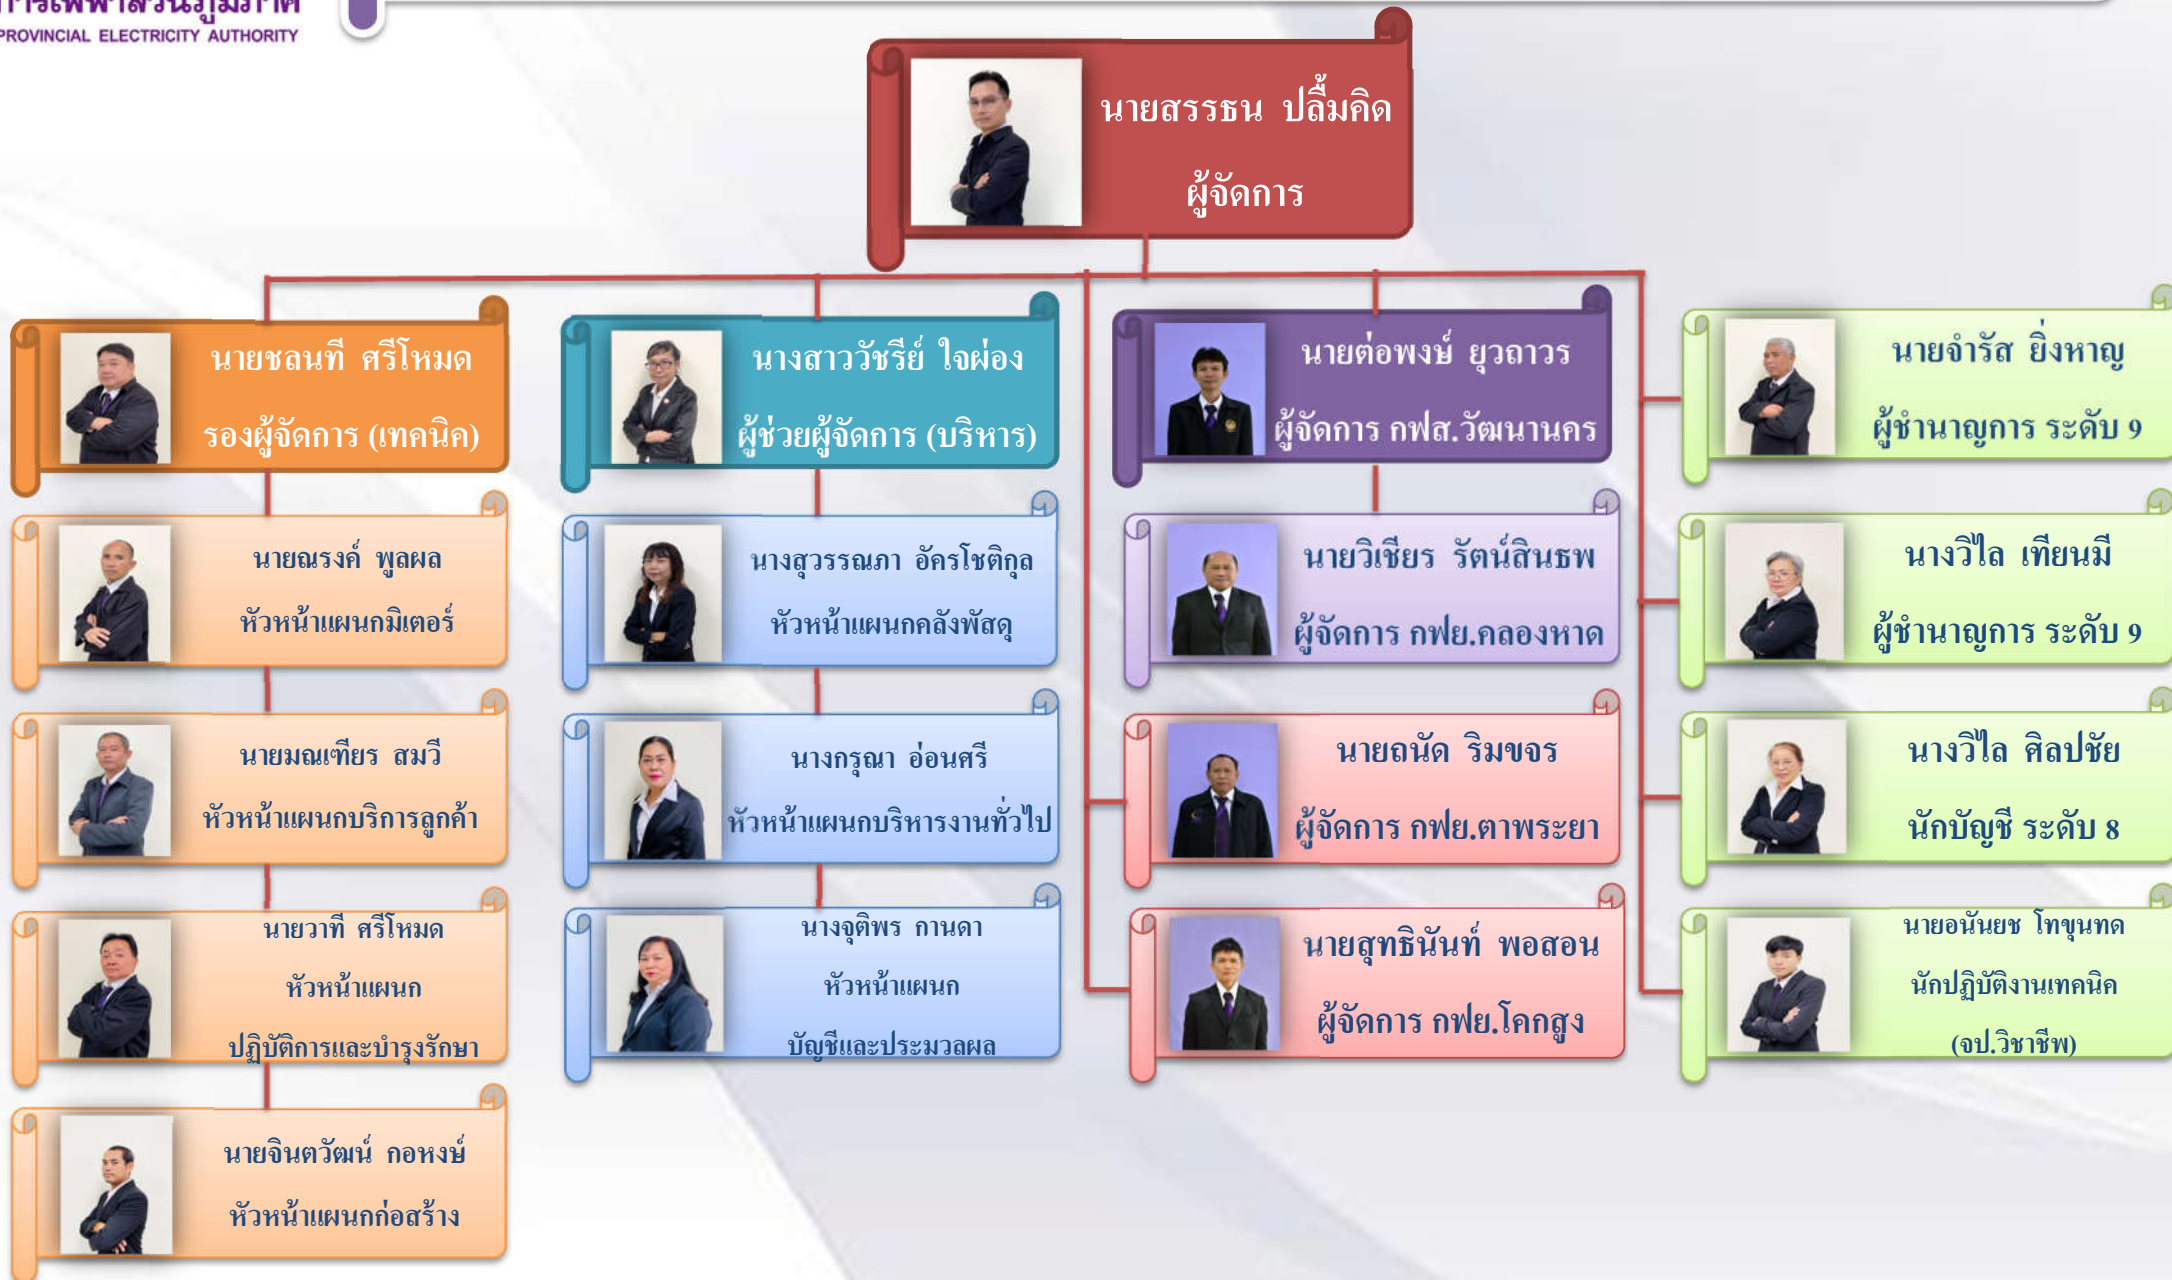 การไฟฟ้าส่วนภูมิภาค
PROVINCIAL ELECTRICITY AUTHORITY
นายสรรธน ปลื้มคิด
ผู้จัดการ
นายชลนที ศรีโหมด
รองผู้จัดการ (เทคนิค)
นายณรงค์ พูลผล
หัวหน้าแผนกมิเตอร์
นายมณเฑียร สมวี
หัวหน้าแผนกบริการลูกค้า
นายวาที ศรีโหมด
หัวหน้าแผนก
ปฏิบัติการและบำรุงรักษา
นายจินตวัฒน์ กอหงษ์
หัวหน้าแผนกก่อสร้าง
นางสาววัชรีย์ ใจผ่อง
ผู้ช่วยผู้จัดการ (บริหาร)
นางสุวรรณภา อัครโชติกุล
หัวหน้าแผนกคลังพัสดุ
นางกรุณา อ่อนศรี
หัวหน้าแผนกบริหารงานทั่วไป
นางจุติพร กานดา
หัวหน้าแผนก
บัญชีและประมวลผล
นายต่อพงษ์ ยุวถาวร
ผู้จัดการ กฟส.วัฒนานคร
นายวิเชียร รัตน์สินธพ
ผู้จัดการ กฟย.คลองหาด
นายถนัด ริมขจร
ผู้จัดการ กฟย.ตาพระยา
นายสุทธินันท์ พอสอน
ผู้จัดการ กฟย.โคกสูง
นายจำรัส ยิ่งหาญ
ผู้ชำนาญการ ระดับ 9
นางวิไล เทียนมี
ผู้ชำนาญการ ระดับ 9
นางวิไล ศิลปชัย
นักบัญชี ระดับ 8
นายอนันยช โทขุนทด
นักปฏิบัติงานเทคนิค
(จป.วิชาชีพ)